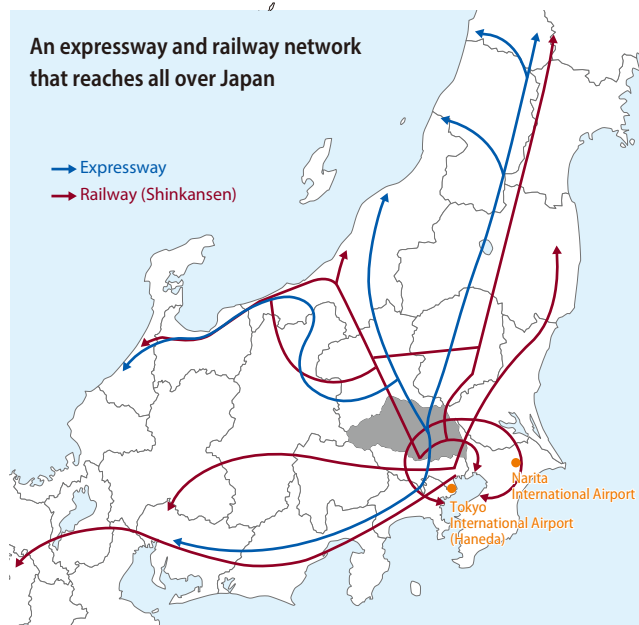 An expressway and railway network
that reaches all over Japan
Expressway
Railway (Shinkansen)
Narita
International Airport
Tokyo
International Airport
(Haneda)